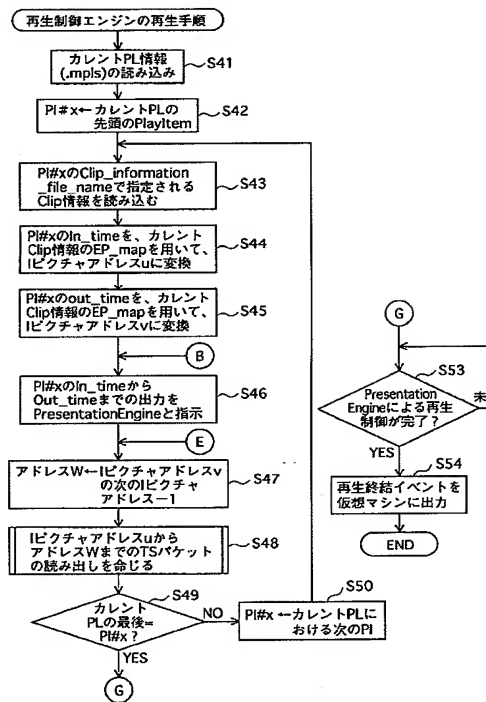 再生制御エンジンの再生手順
カレントPL情報
(.mpls)の読み込み
S41
PI#x←カレントPLの
先頭のPlayItem
S42
PI#xのClip_information
_file_nameで指定される
Clip情報を読み込む
S43
PI#xのIn_timeを、カレント
Clip情報のEP_mapを用いて、
Iピクチャアドレスuに変換
S44
PI#xのout_timeを、カレント
Clip情報のEP_mapを用いて、
Iピクチャアドレスvに変換
S45
B
PI#xのIn_timeから
Out_timeまでの出力を
PresentationEngineと指示
S46
E
アドレスW←Iピクチャアドレスv
の次のIピクチャ
アドレス−1
S47
Iピクチャアドレスuから
アドレスWまでのTSパケット
の読み出しを命じる
S48
カレント
PLの最後=
PI#x ?
S49
NO
YES
G
PI#x ←カレントPLに
おける次のPI
S50
G
Presentation
Engineによる再生
制御が完了?
S53
未
YES
再生終結イベントを
仮想マシンに出力
S54
END